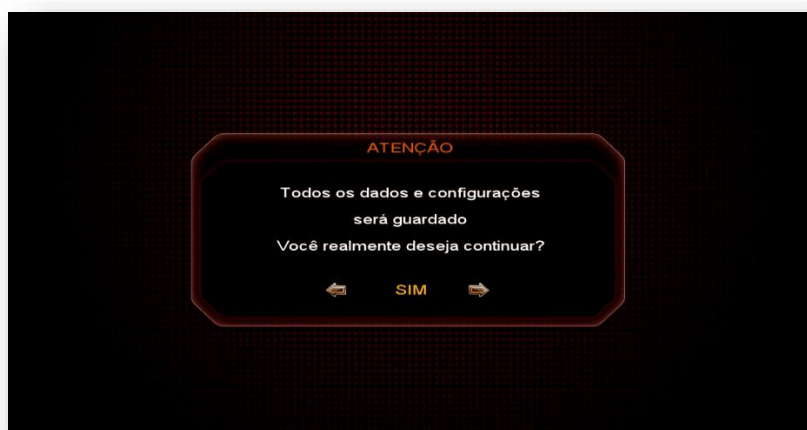 ATENÇÃO
Todos os dados e configurações
será guardado
Você realmente deseja continuar?
SIM